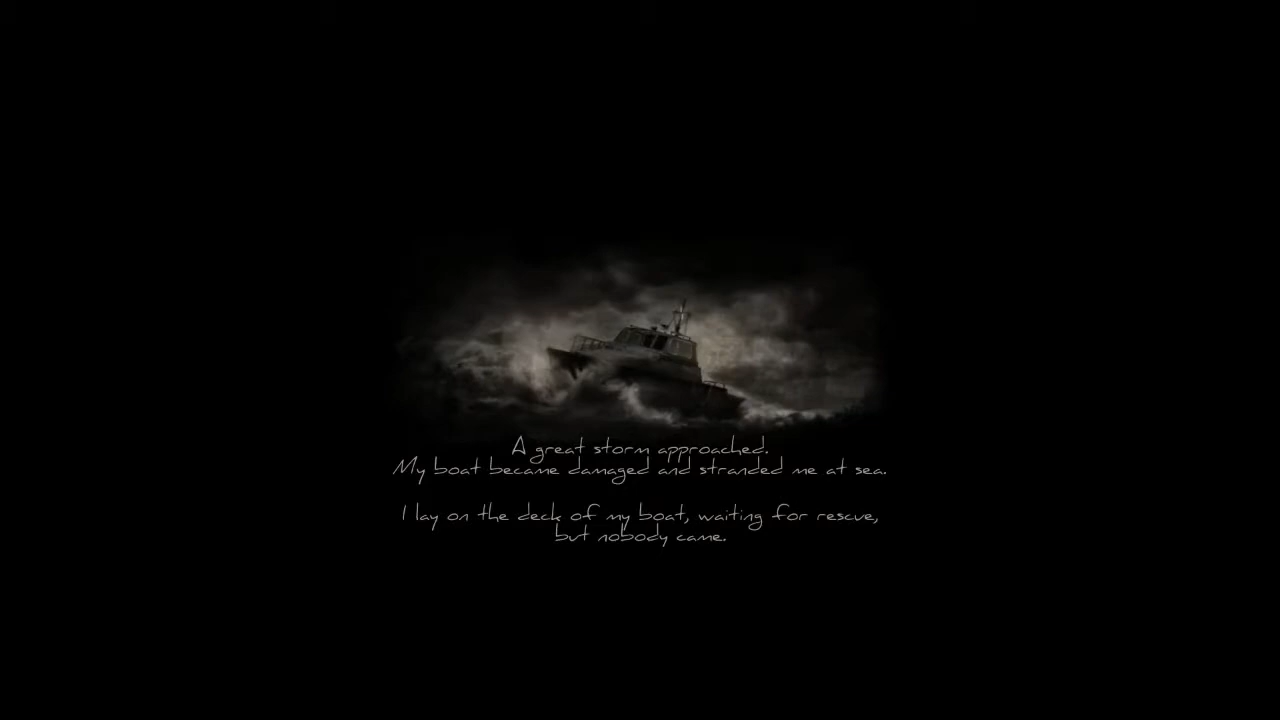 A great storm approached.
My boat became damaged and stranded me at sea.
I lay on the deck of my boat, waiting for rescue,
but nobody came.